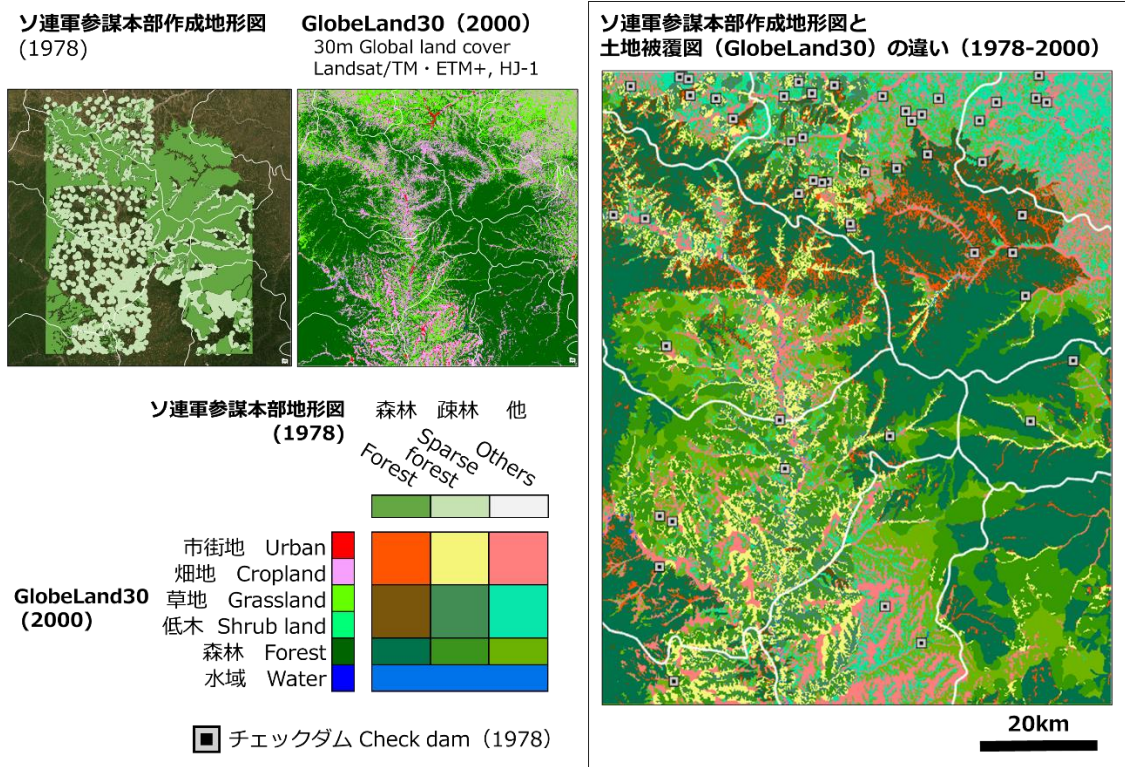 ソ連軍参謀本部作成地形図
(1978)
GlobeLand30（2000）
30m Global land cover
Landsat/TM・ETM+, HJ-1
ソ連軍参謀本部地形図
(1978)
森林 疎林 他
Forest
Sparse
forest
Others
GlobeLand30
(2000)
市街地 Urban
畑地 Cropland
草地 Grassland
低木 Shrub land
森林 Forest
水域 Water
チェックダム Check dam（1978）
ソ連軍参謀本部作成地形図と
土地被覆図（GlobeLand30）の違い（1978-2000）
20km